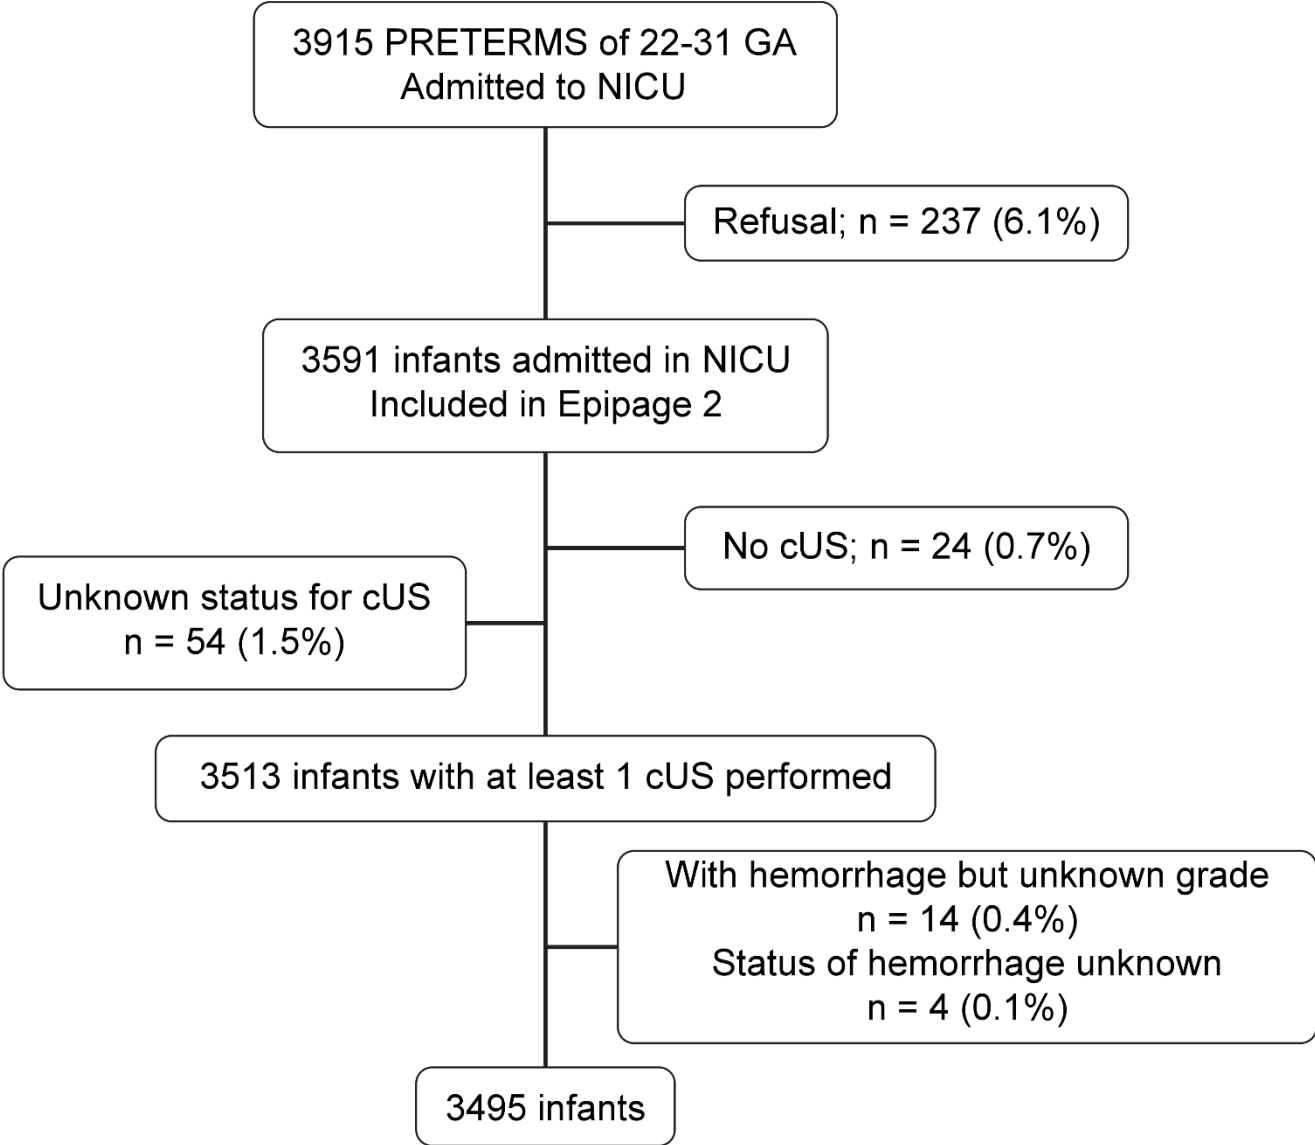 3915 PRETERMS of 22-31 GA
Admitted to NICU
Refusal; n = 237 (6.1%)
3591 infants admitted in NICU
Included in Epipage 2
No cUS; n = 24 (0.7%)
Unknown status for cUS
n = 54 (1.5%)
3513 infants with at least 1 cUS performed
With hemorrhage but unknown grade
n = 14 (0.4%)
Status of hemorrhage unknown
n = 4 (0.1%)
3495 infants